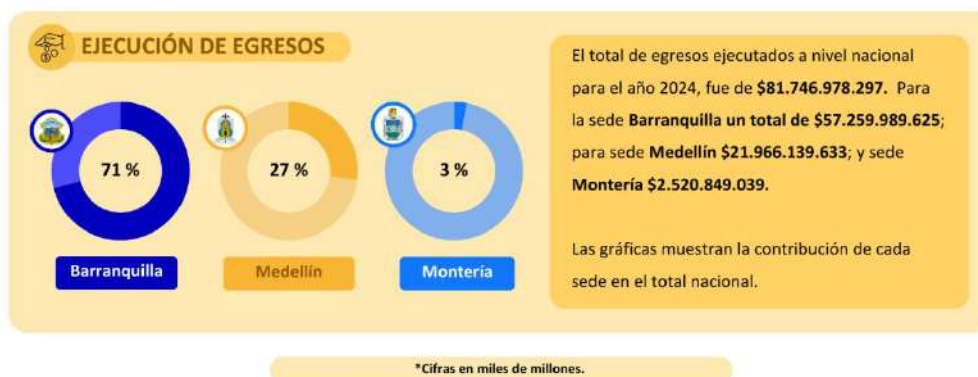 EJECUCIÓN DE EGRESOS
71 %
27 %
3 %
Barranquilla
Medellín
Montería
El total de egresos ejecutados a nivel nacional
para el año 2024, fue de $81.746.978.297. Para
la sede Barranquilla un total de $57.259.989.625;
para sede Medellín $21.966.139.633; y sede
Montería $2.520.849.039.
Las gráficas muestran la contribución de cada
sede en el total nacional.
*Cifras en miles de millones.